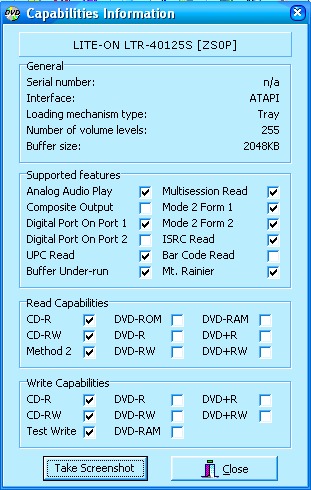 DVD Capabilities Information
LITE-ON LTR-40125S [ZS0P]
General
Serial number: n/a
Interface: ATAPI
Loading mechanism type: Tray
Number of volume levels: 255
Buffer size: 2048KB
Supported features
Analog Audio Play Multisession Read
Composite Output Mode 2 Form 1
Digital Port On Port 1 Mode 2 Form 2
Digital Port On Port 2 ISRC Read
UPC Read Bar Code Read
Buffer Under-run Mt. Rainier
Read Capabilities
CD-R DVD-ROM DVD-RAM
CD-RW DVD-R DVD+R
Method 2 DVD-RW DVD+RW
Write Capabilities
CD-R DVD-R DVD+R
CD-RW DVD-RW DVD+RW
Test Write DVD-RAM
Take Screenshot Close